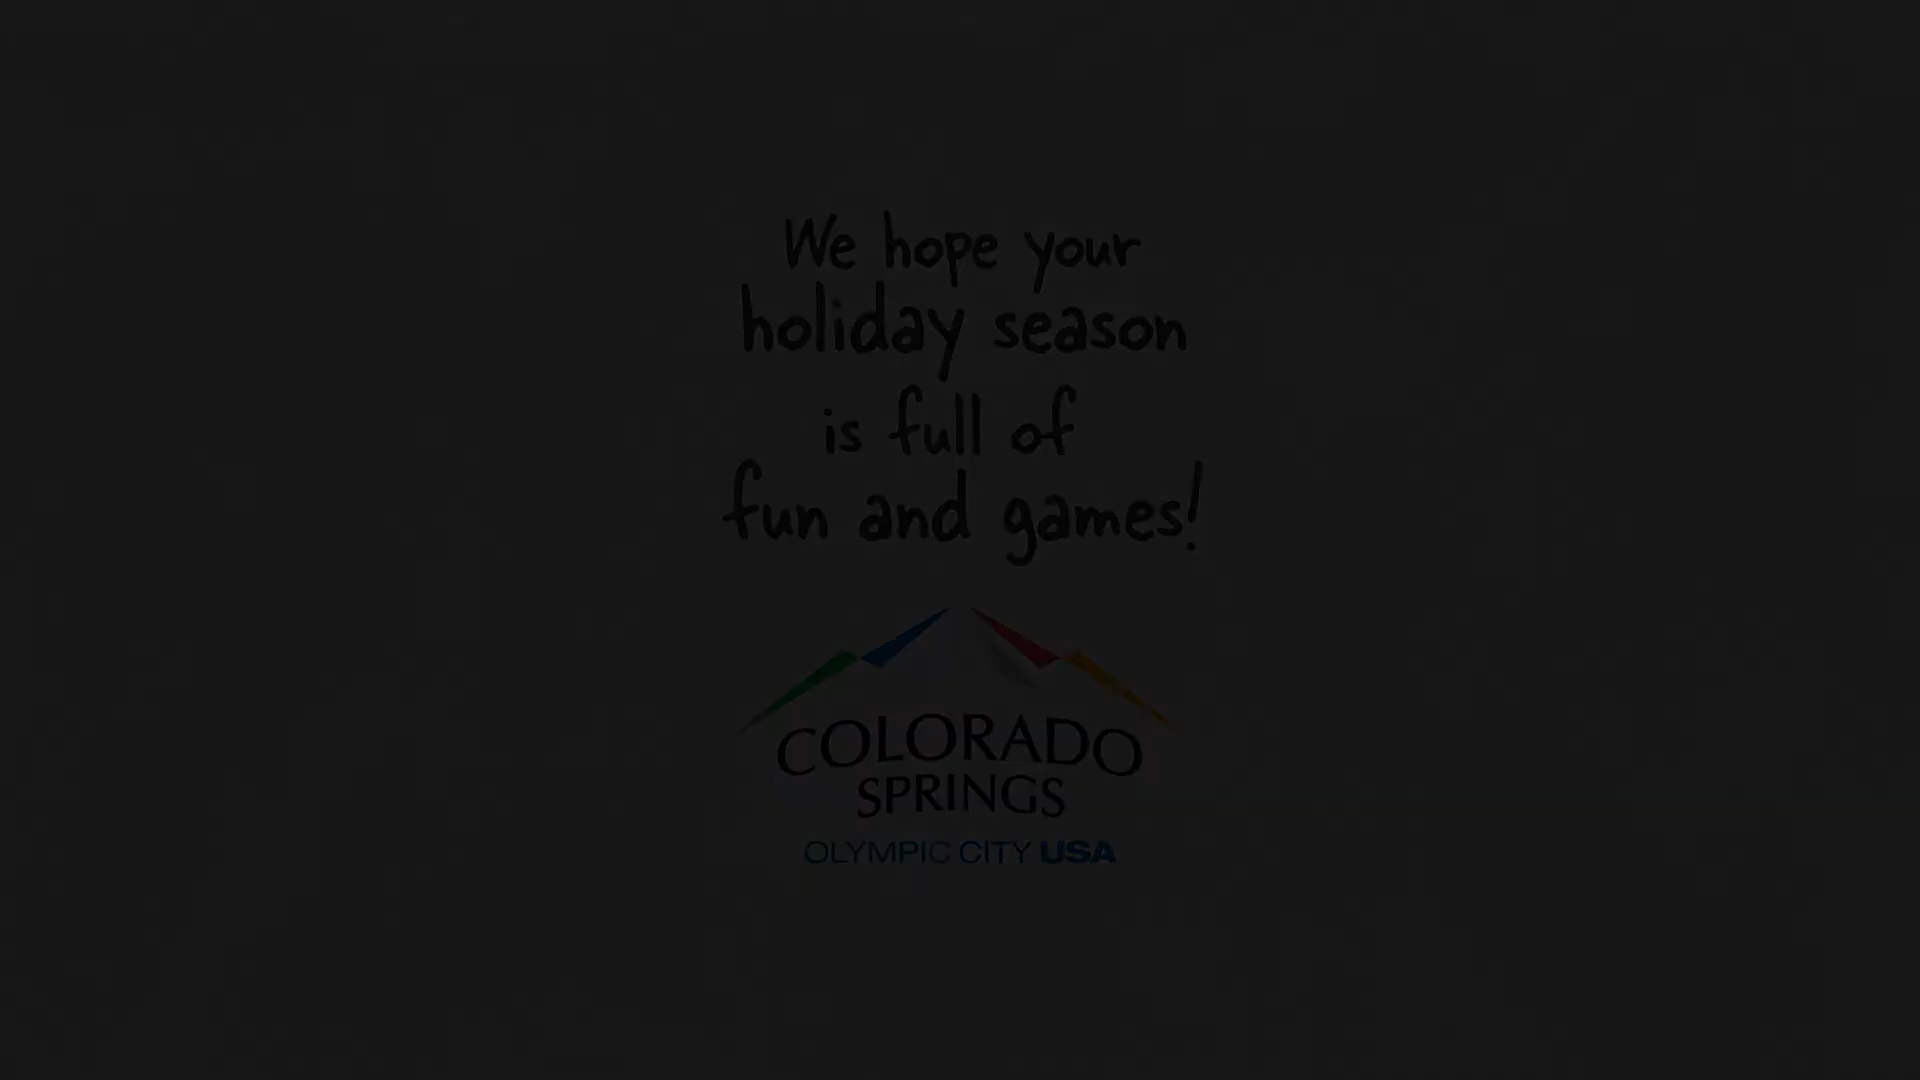 We hope your
holiday season
is full of
fun and games!
COLORADO
SPRINGS
OLYMPIC CITY USA